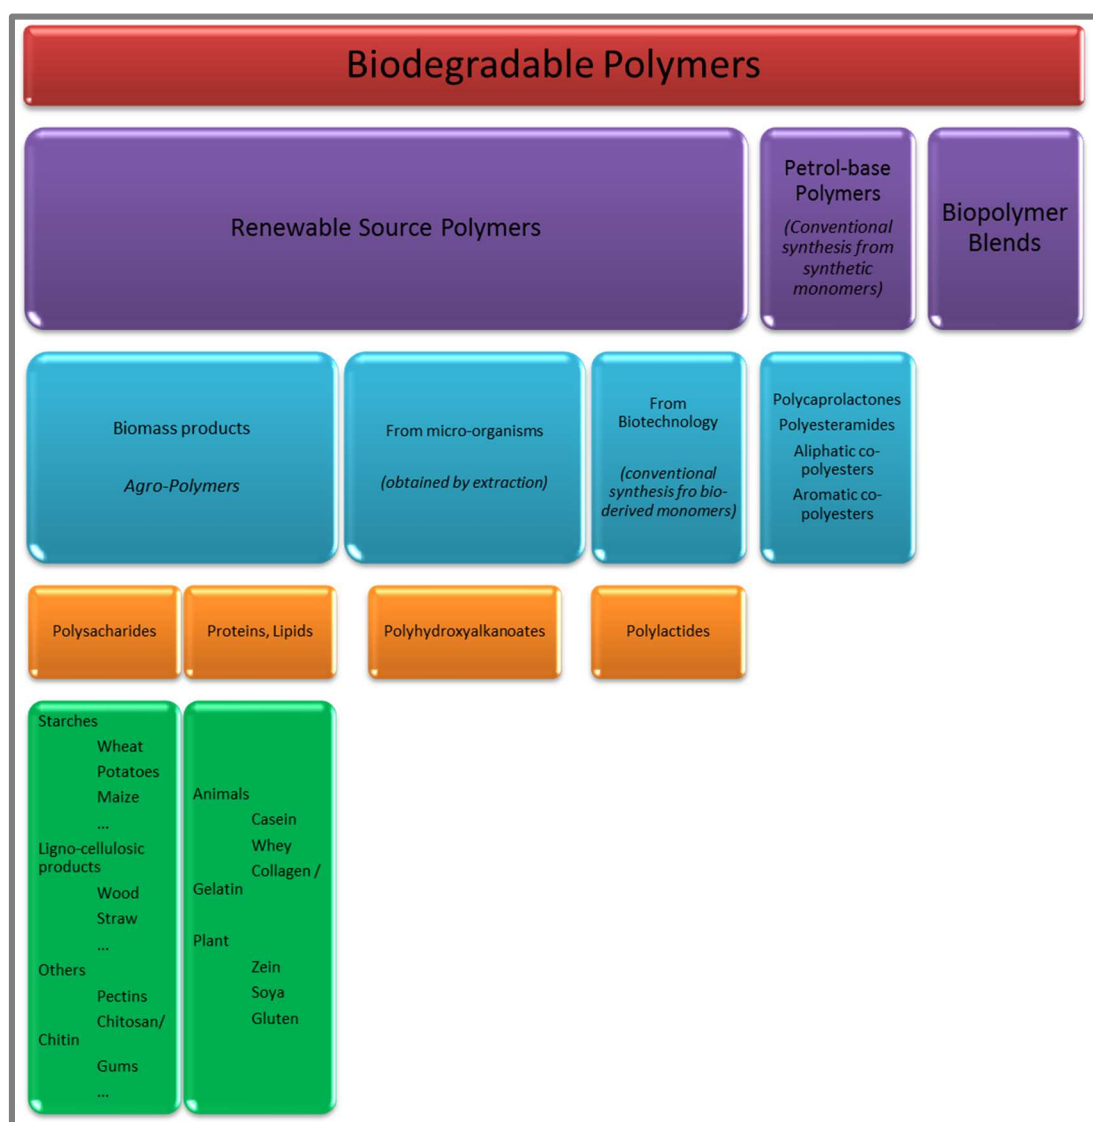 Biodegradable Polymers
Renewable Source Polymers
Petrol-base
Polymers
(Conventional
synthesis from
synthetic
monomers)
Biopolymer
Blends
Biomass products
Agro-Polymers
From micro-organisms
(obtained by extraction)
From
Biotechnology
(conventional
synthesis fro bio-
derived monomers)
Polycaprolactones
Polyesteramides
Aliphatic co-
polyesters
Aromatic co-
polyesters
Polysacharides
Proteins, Lipids
Polyhydroxyalkanoates
Polylactides
Starches
Wheat
Potatoes
Maize
...
Ligno-cellulosic
products
Wood
Straw
...
Others
Pectins
Chitosan/
Chitin
Gums
...
Animals
Casein
Whey
Collagen /
Gelatin
Plant
Zein
Soya
Gluten